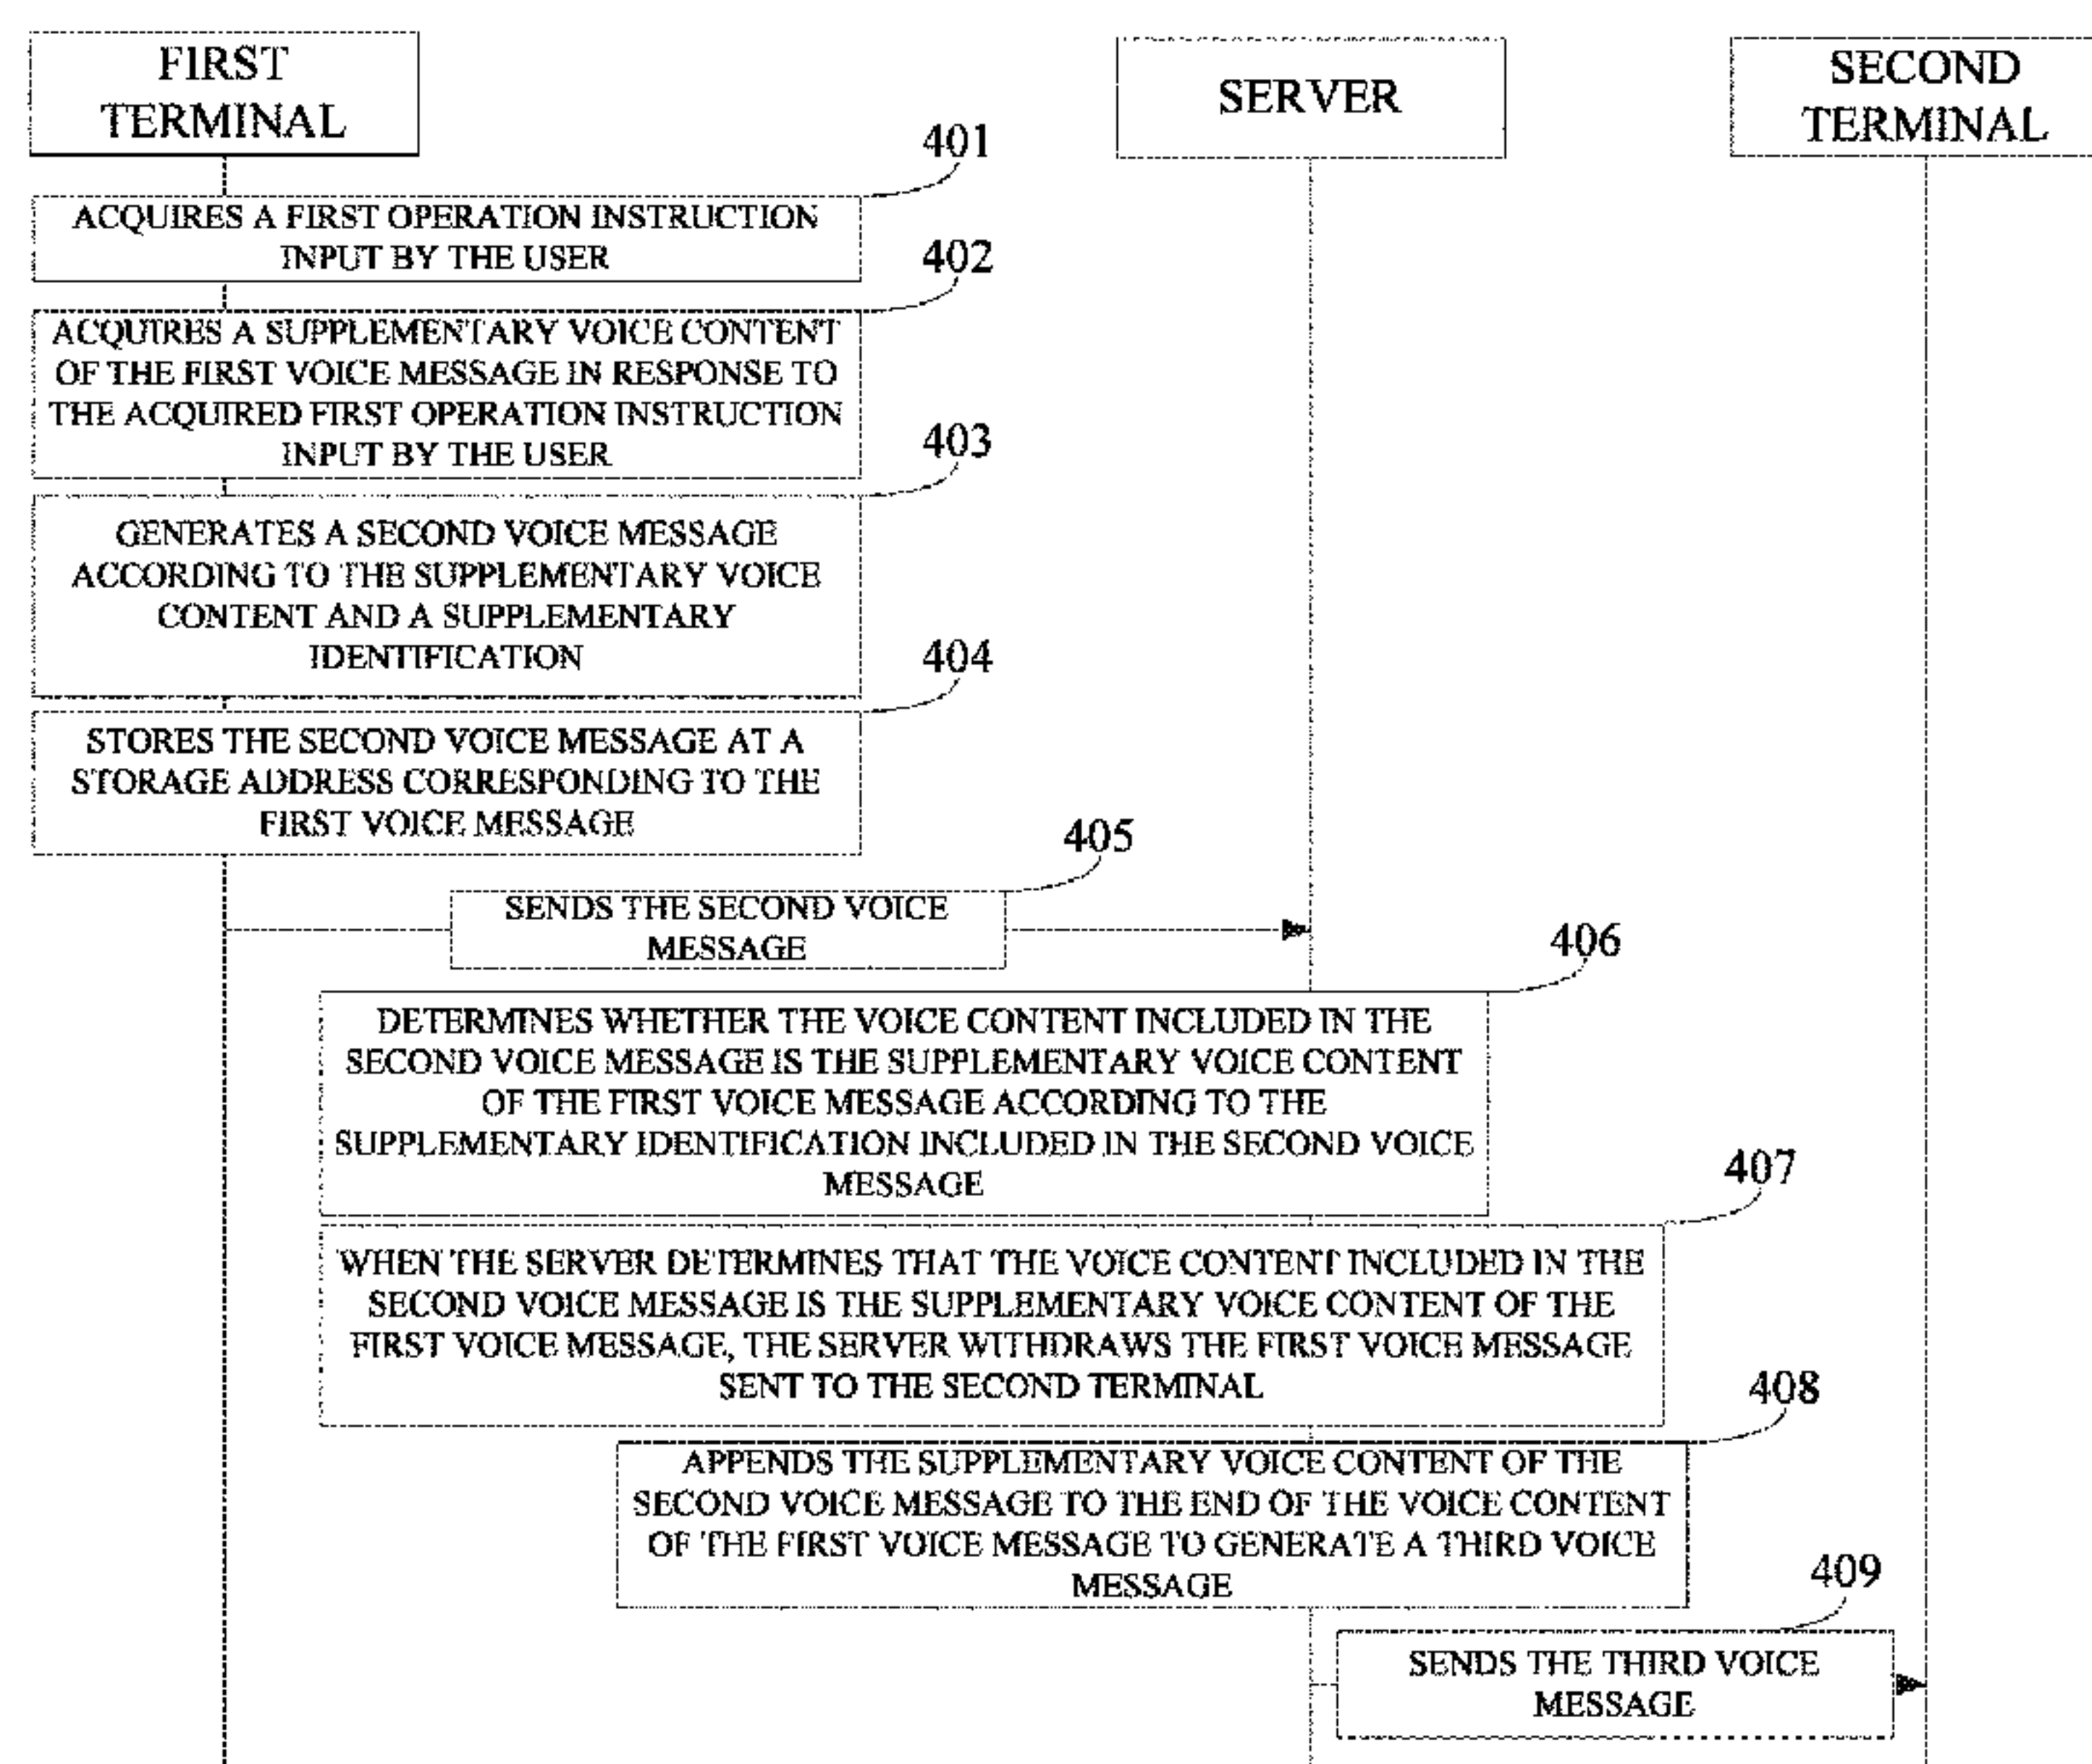 FIRST
TERMINAL
SERVER
SECOND
TERMINAL
401
ACQUIRES A FIRST OPERATION INSTRUCTION
INPUT BY THE USER
402
ACQUIRES A SUPPLEMENTARY VOICE CONTENT
OF THE FIRST VOICE MESSAGE IN RESPONSE TO
THE ACQUIRED FIRST OPERATION INSTRUCTION
INPUT BY THE USER
403
GENERATES A SECOND VOICE MESSAGE
ACCORDING TO THE SUPPLEMENTARY VOICE
CONTENT AND A SUPPLEMENTARY
IDENTIFICATION
404
STORES THE SECOND VOICE MESSAGE AT A
STORAGE ADDRESS CORRESPONDING TO THE
FIRST VOICE MESSAGE
405
SENDS THE SECOND VOICE
MESSAGE
406
DETERMINES WHETHER THE VOICE CONTENT INCLUDED IN THE
SECOND VOICE MESSAGE IS THE SUPPLEMENTARY VOICE CONTENT
OF THE FIRST VOICE MESSAGE ACCORDING TO THE
SUPPLEMENTARY IDENTIFICATION INCLUDED IN THE SECOND VOICE
MESSAGE
407
WHEN THE SERVER DETERMINES THAT THE VOICE CONTENT INCLUDED IN THE
SECOND VOICE MESSAGE IS THE SUPPLEMENTARY VOICE CONTENT OF THE
FIRST VOICE MESSAGE, THE SERVER WITHDRAWS THE FIRST VOICE MESSAGE
SENT TO THE SECOND TERMINAL
408
APPENDS THE SUPPLEMENTARY VOICE CONTENT OF THE
SECOND VOICE MESSAGE TO THE END OF THE VOICE CONTENT
OF THE FIRST VOICE MESSAGE TO GENERATE A THIRD VOICE
MESSAGE
409
SENDS THE THIRD VOICE
MESSAGE